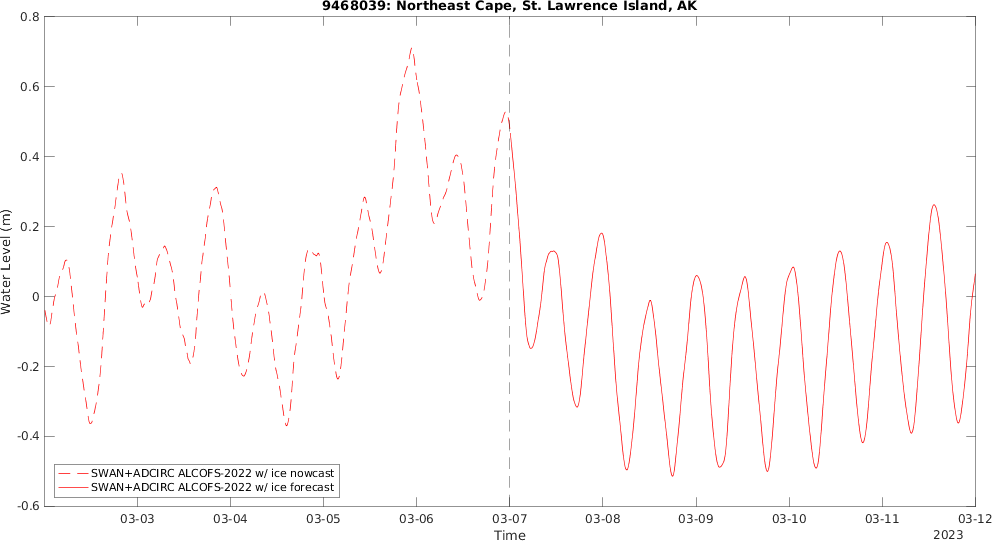 9468039: Northeast Cape, St. Lawrence Island, AK
0.8
0.6
0.4
0.2
0
-0.2
-0.4
-0.6
Water Level (m)
SWAN+ADCIRC ALCOFS-2022 w/ ice nowcast
SWAN+ADCIRC ALCOFS-2022 w/ ice forecast
03-03 03-04 03-05 03-06 03-07 03-08 03-09 03-10 03-11 03-12
Time
2023